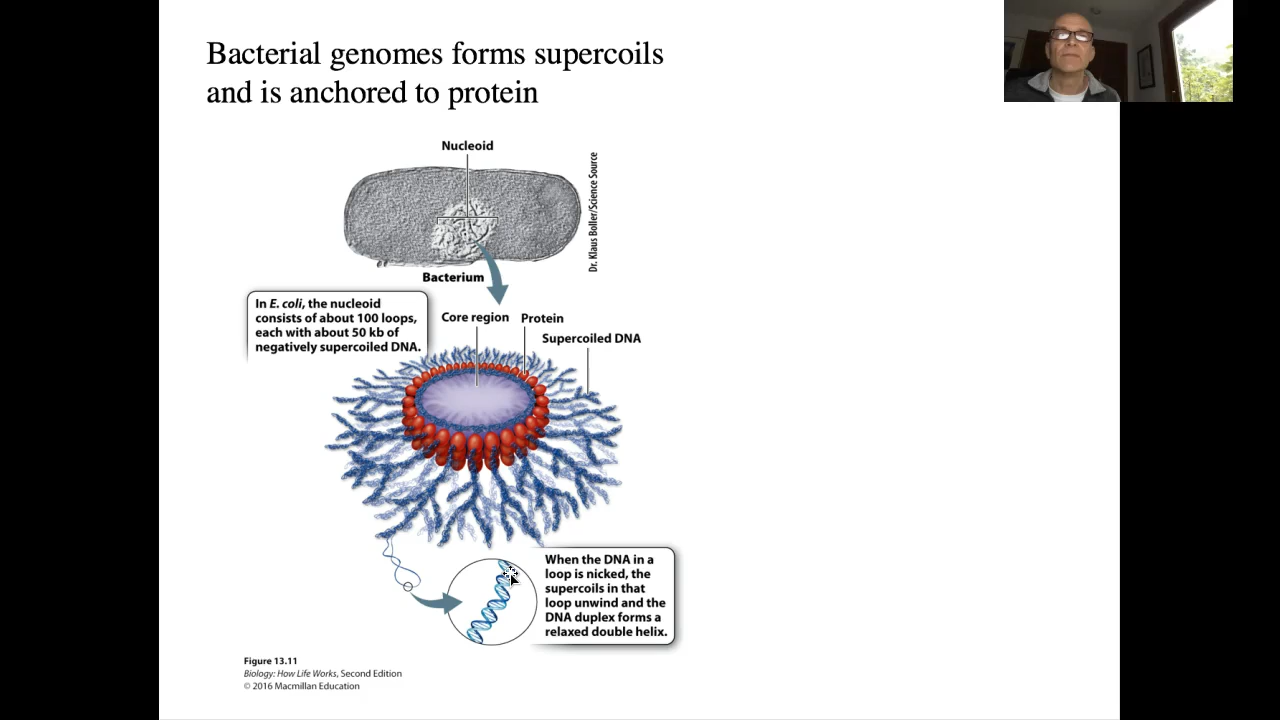 Bacterial genomes forms supercoils
and is anchored to protein
Nucleoid
Dr. Klaus Boller/Science Source
Bacterium
In E. coli, the nucleoid
consists of about 100 loops,
each with about 50 kb of
negatively supercoiled DNA.
Core region
Protein
Supercoiled DNA
When the DNA in a
loop is nicked, the
supercoils in that
loop unwind and the
DNA duplex forms a
relaxed double helix.
Figure 13.11
Biology: How Life Works, Second Edition
© 2016 Macmillan Education